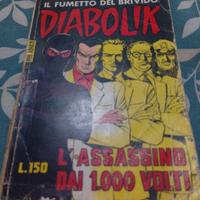 IL FUMETTO DEL BRIVIDO
DIABOLIK
L.150
L'ASSASSINO
DAI 1.000 VOLTI